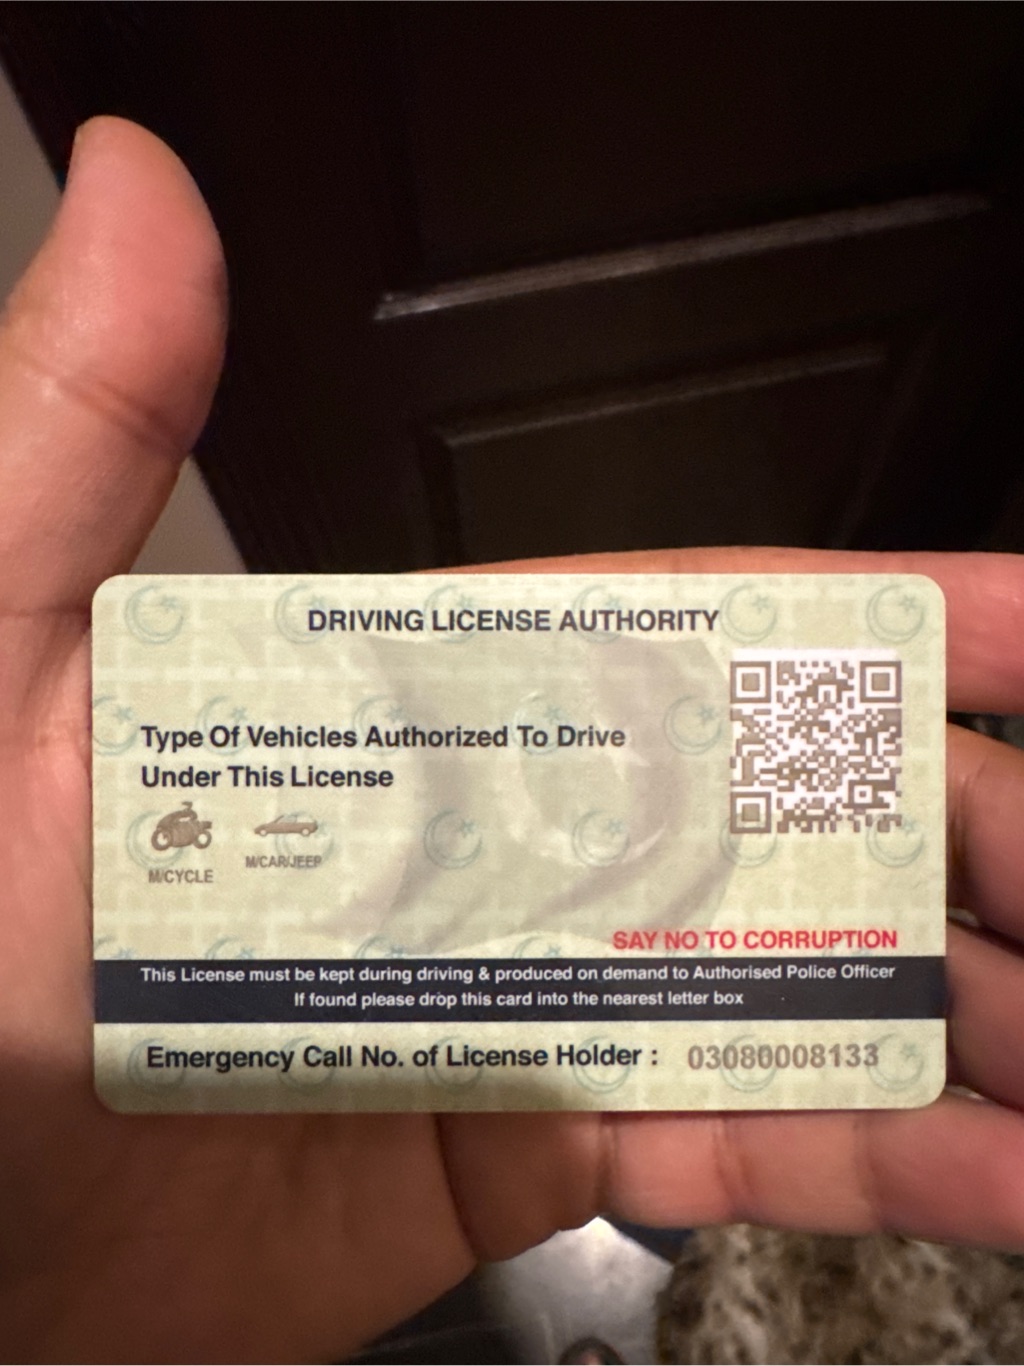 DRIVING LICENSE AUTHORITY
Type Of Vehicles Authorized To Drive
Under This License
M/CYCLE
M/CAR/JEEP
SAY NO TO CORRUPTION
This License must be kept during driving & produced on demand to Authorised Police Officer
If found please drop this card into the nearest letter box
Emergency Call No. of License Holder : 03080008133